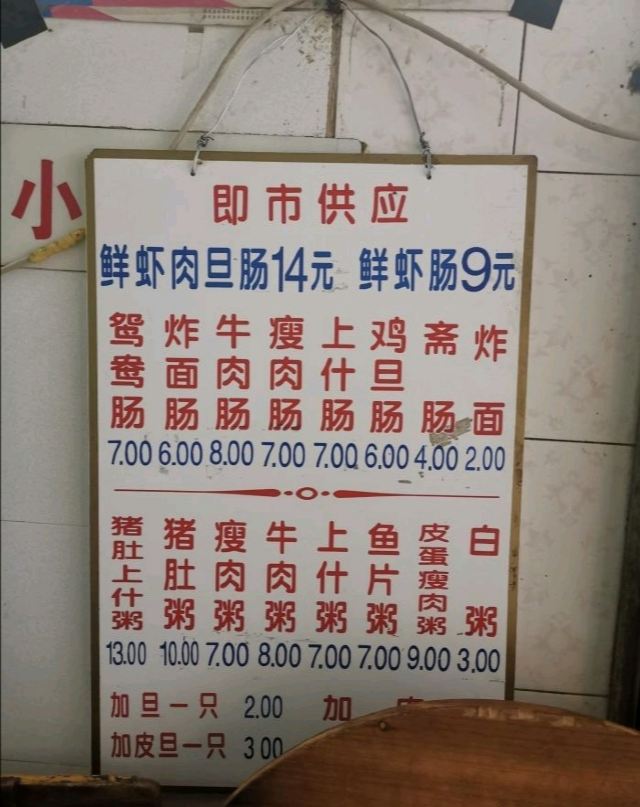 小
即市供应
鲜虾肉旦肠14元 鲜虾肠9元
鸳鸯肠 炸面肠 牛肉肠 瘦肉肠 上什肠 鸡旦肠 斋肠 炸面
7.00 6.00 8.00 7.00 7.00 6.00 4.00 2.00
猪肚上什粥 猪肚粥 瘦肉粥 牛肉粥 上什粥 鱼片粥 皮蛋瘦肉粥 白粥
13.00 10.00 7.00 8.00 7.00 7.00 9.00 3.00
加旦一只 2.00 加
加皮旦一只 3 00